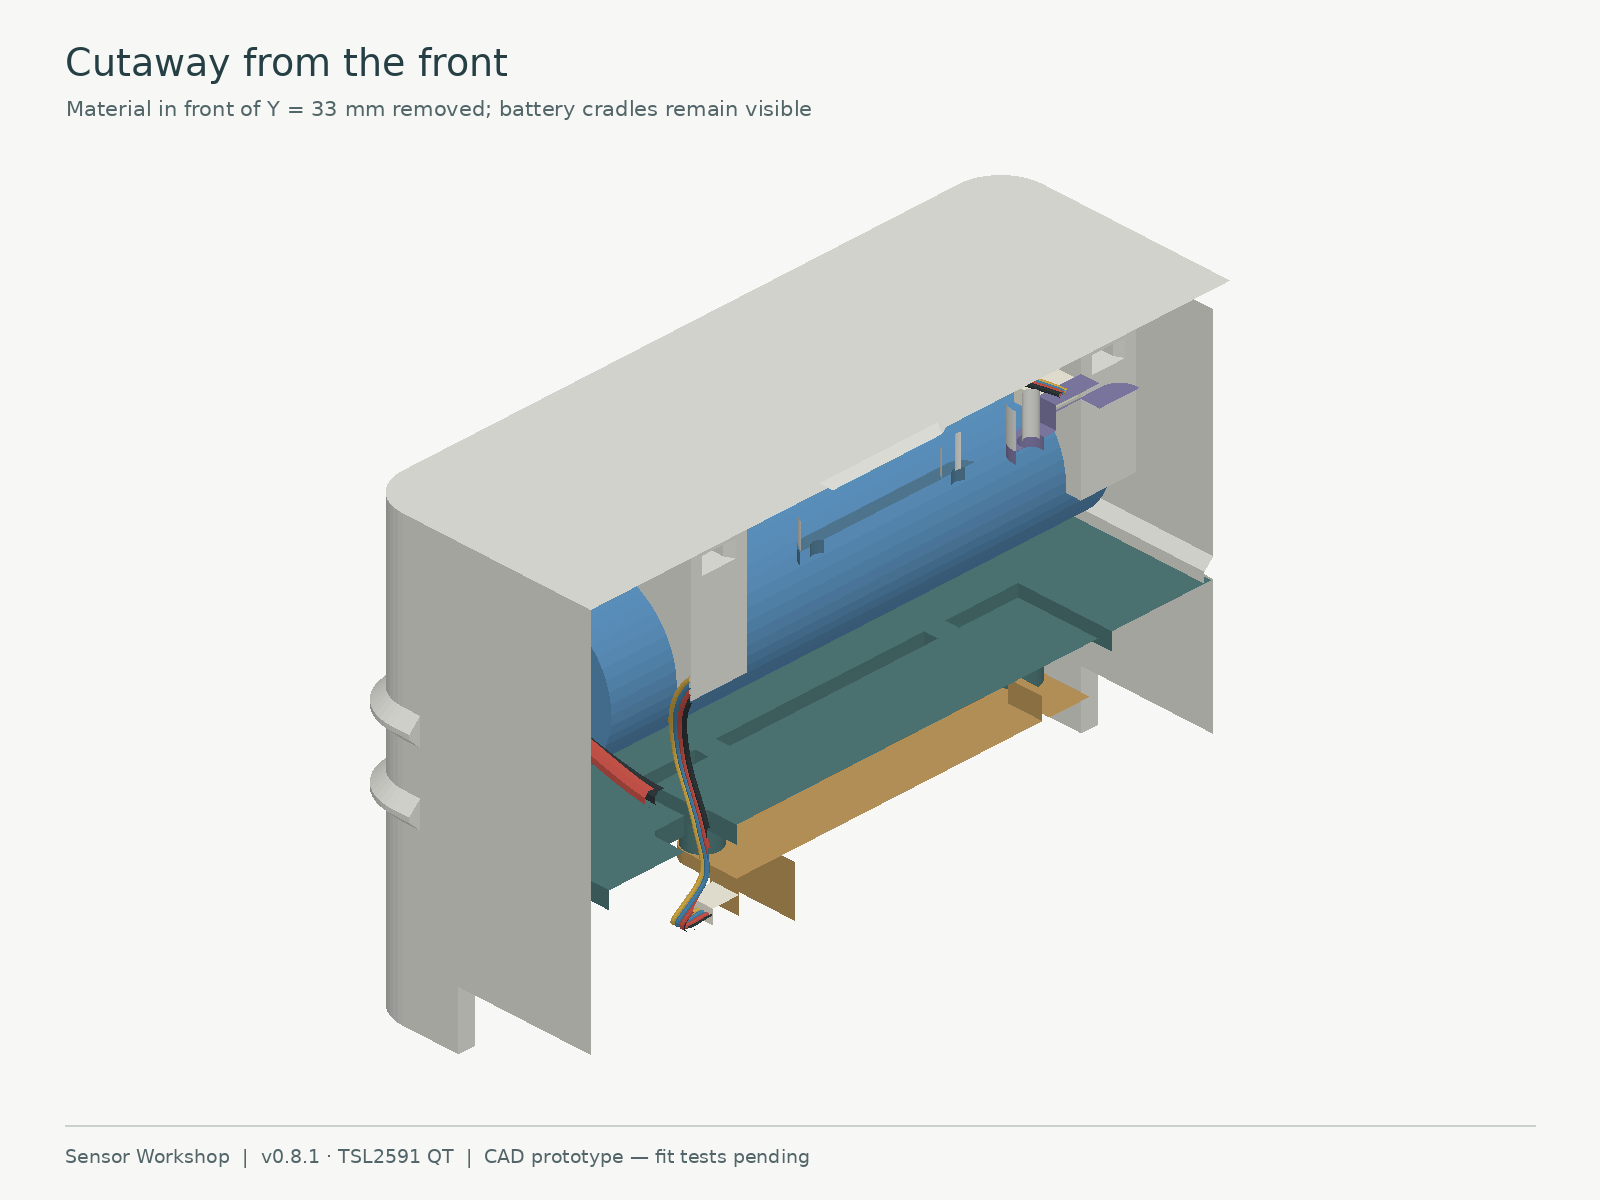 Cutaway from the front
Material in front of Y = 33 mm removed; battery cradles remain visible
Sensor Workshop | v0.8.1 · TSL2591 QT | CAD prototype — fit tests pending